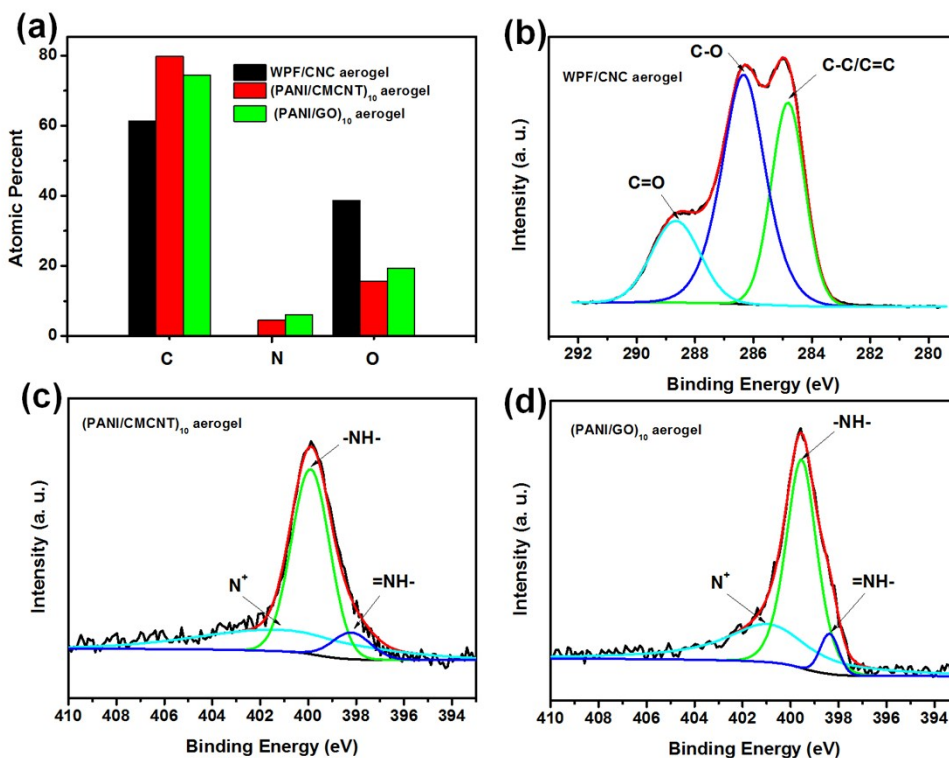 (a)
80
60
40
20
0
Atomic Percent
WPF/CNC aerogel
(PANI/CMCNT)10 aerogel
(PANI/GO)10 aerogel
C N O
(b)
WPF/CNC aerogel
C-O
C-C/C=C
C=O
Intensity (a. u.)
292 290 288 286 284 282 280
Binding Energy (eV)
(c)
(PANI/CMCNT)10 aerogel
-NH-
N+
=NH-
Intensity (a. u.)
410 408 406 404 402 400 398 396 394
Binding Energy (eV)
(d)
(PANI/GO)10 aerogel
-NH-
N+
=NH-
Intensity (a. u.)
410 408 406 404 402 400 398 396 394
Binding Energy (eV)